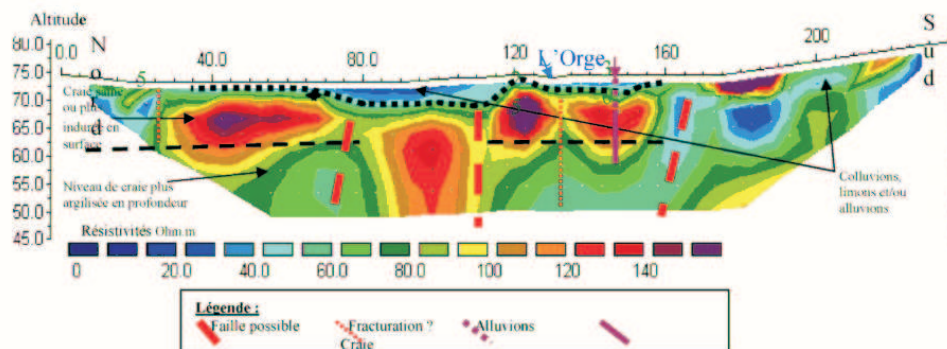 Altitude
Nord
Sud
80.0
75.0
70.0
65.0
60.0
55.0
50.0
45.0
0.0
40.0
80.0
120
160
200
L'Orge
Craie saine
ou plus
indurée en
surface
Niveau de craie plus
argilisée en profondeur
Colluvions,
limons et/ou
alluvions
Résistivités Ohm.m
0 20.0 40.0 60.0 80.0 100 120 140
Légende :
Faille possible Fracturation ? Alluvions
Craie